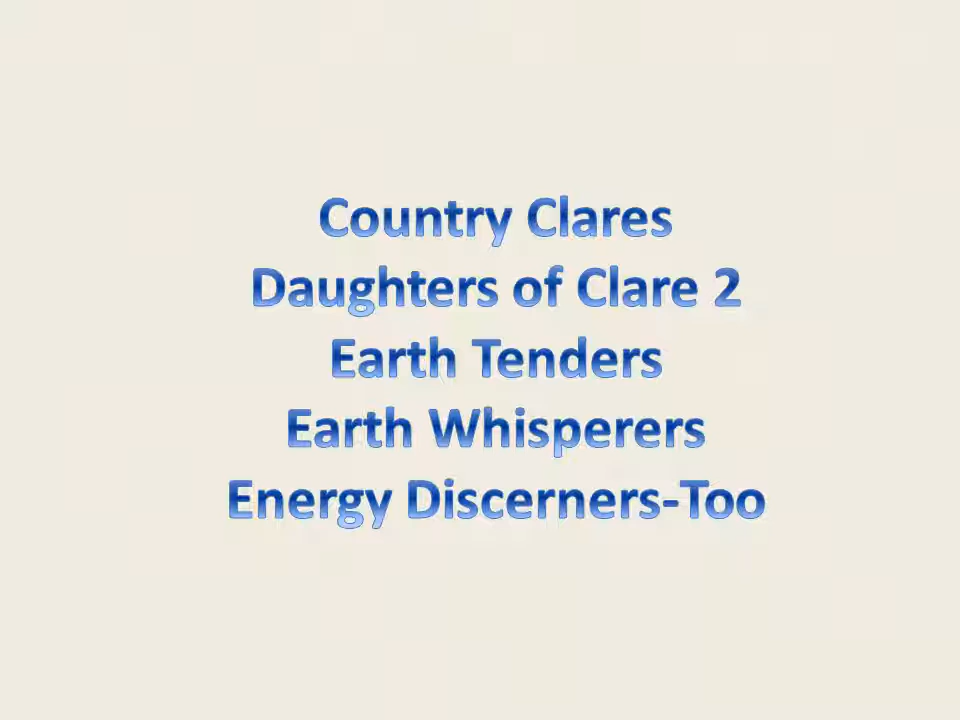 Country Clares
Daughters of Clare 2
Earth Tenders
Earth Whisperers
Energy Discerners-Too